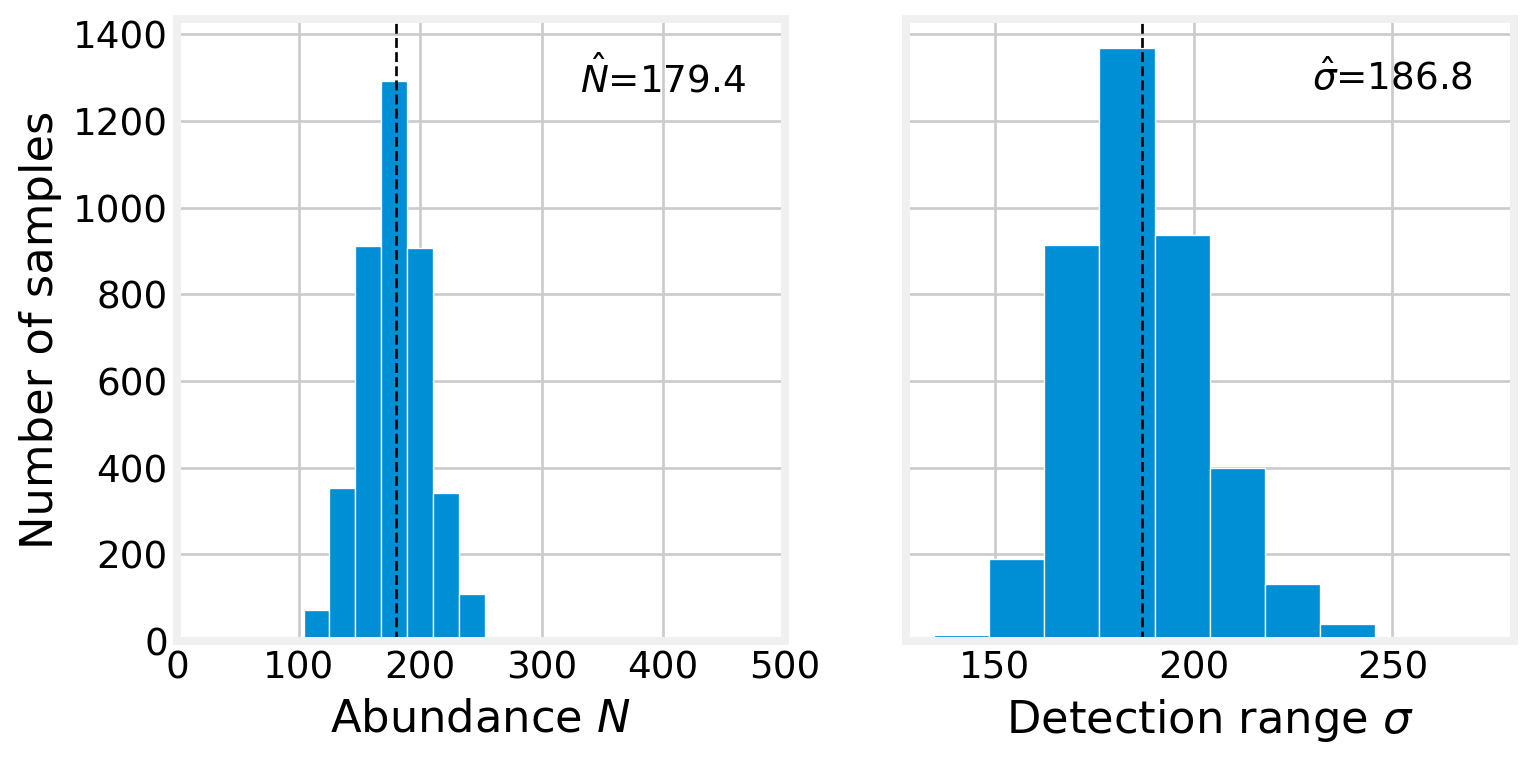 Number of samples
1400
1200
1000
800
600
400
200
0
N̂=179.4
0 100 200 300 400 500
Abundance N
σ̂=186.8
150 200 250
Detection range σ